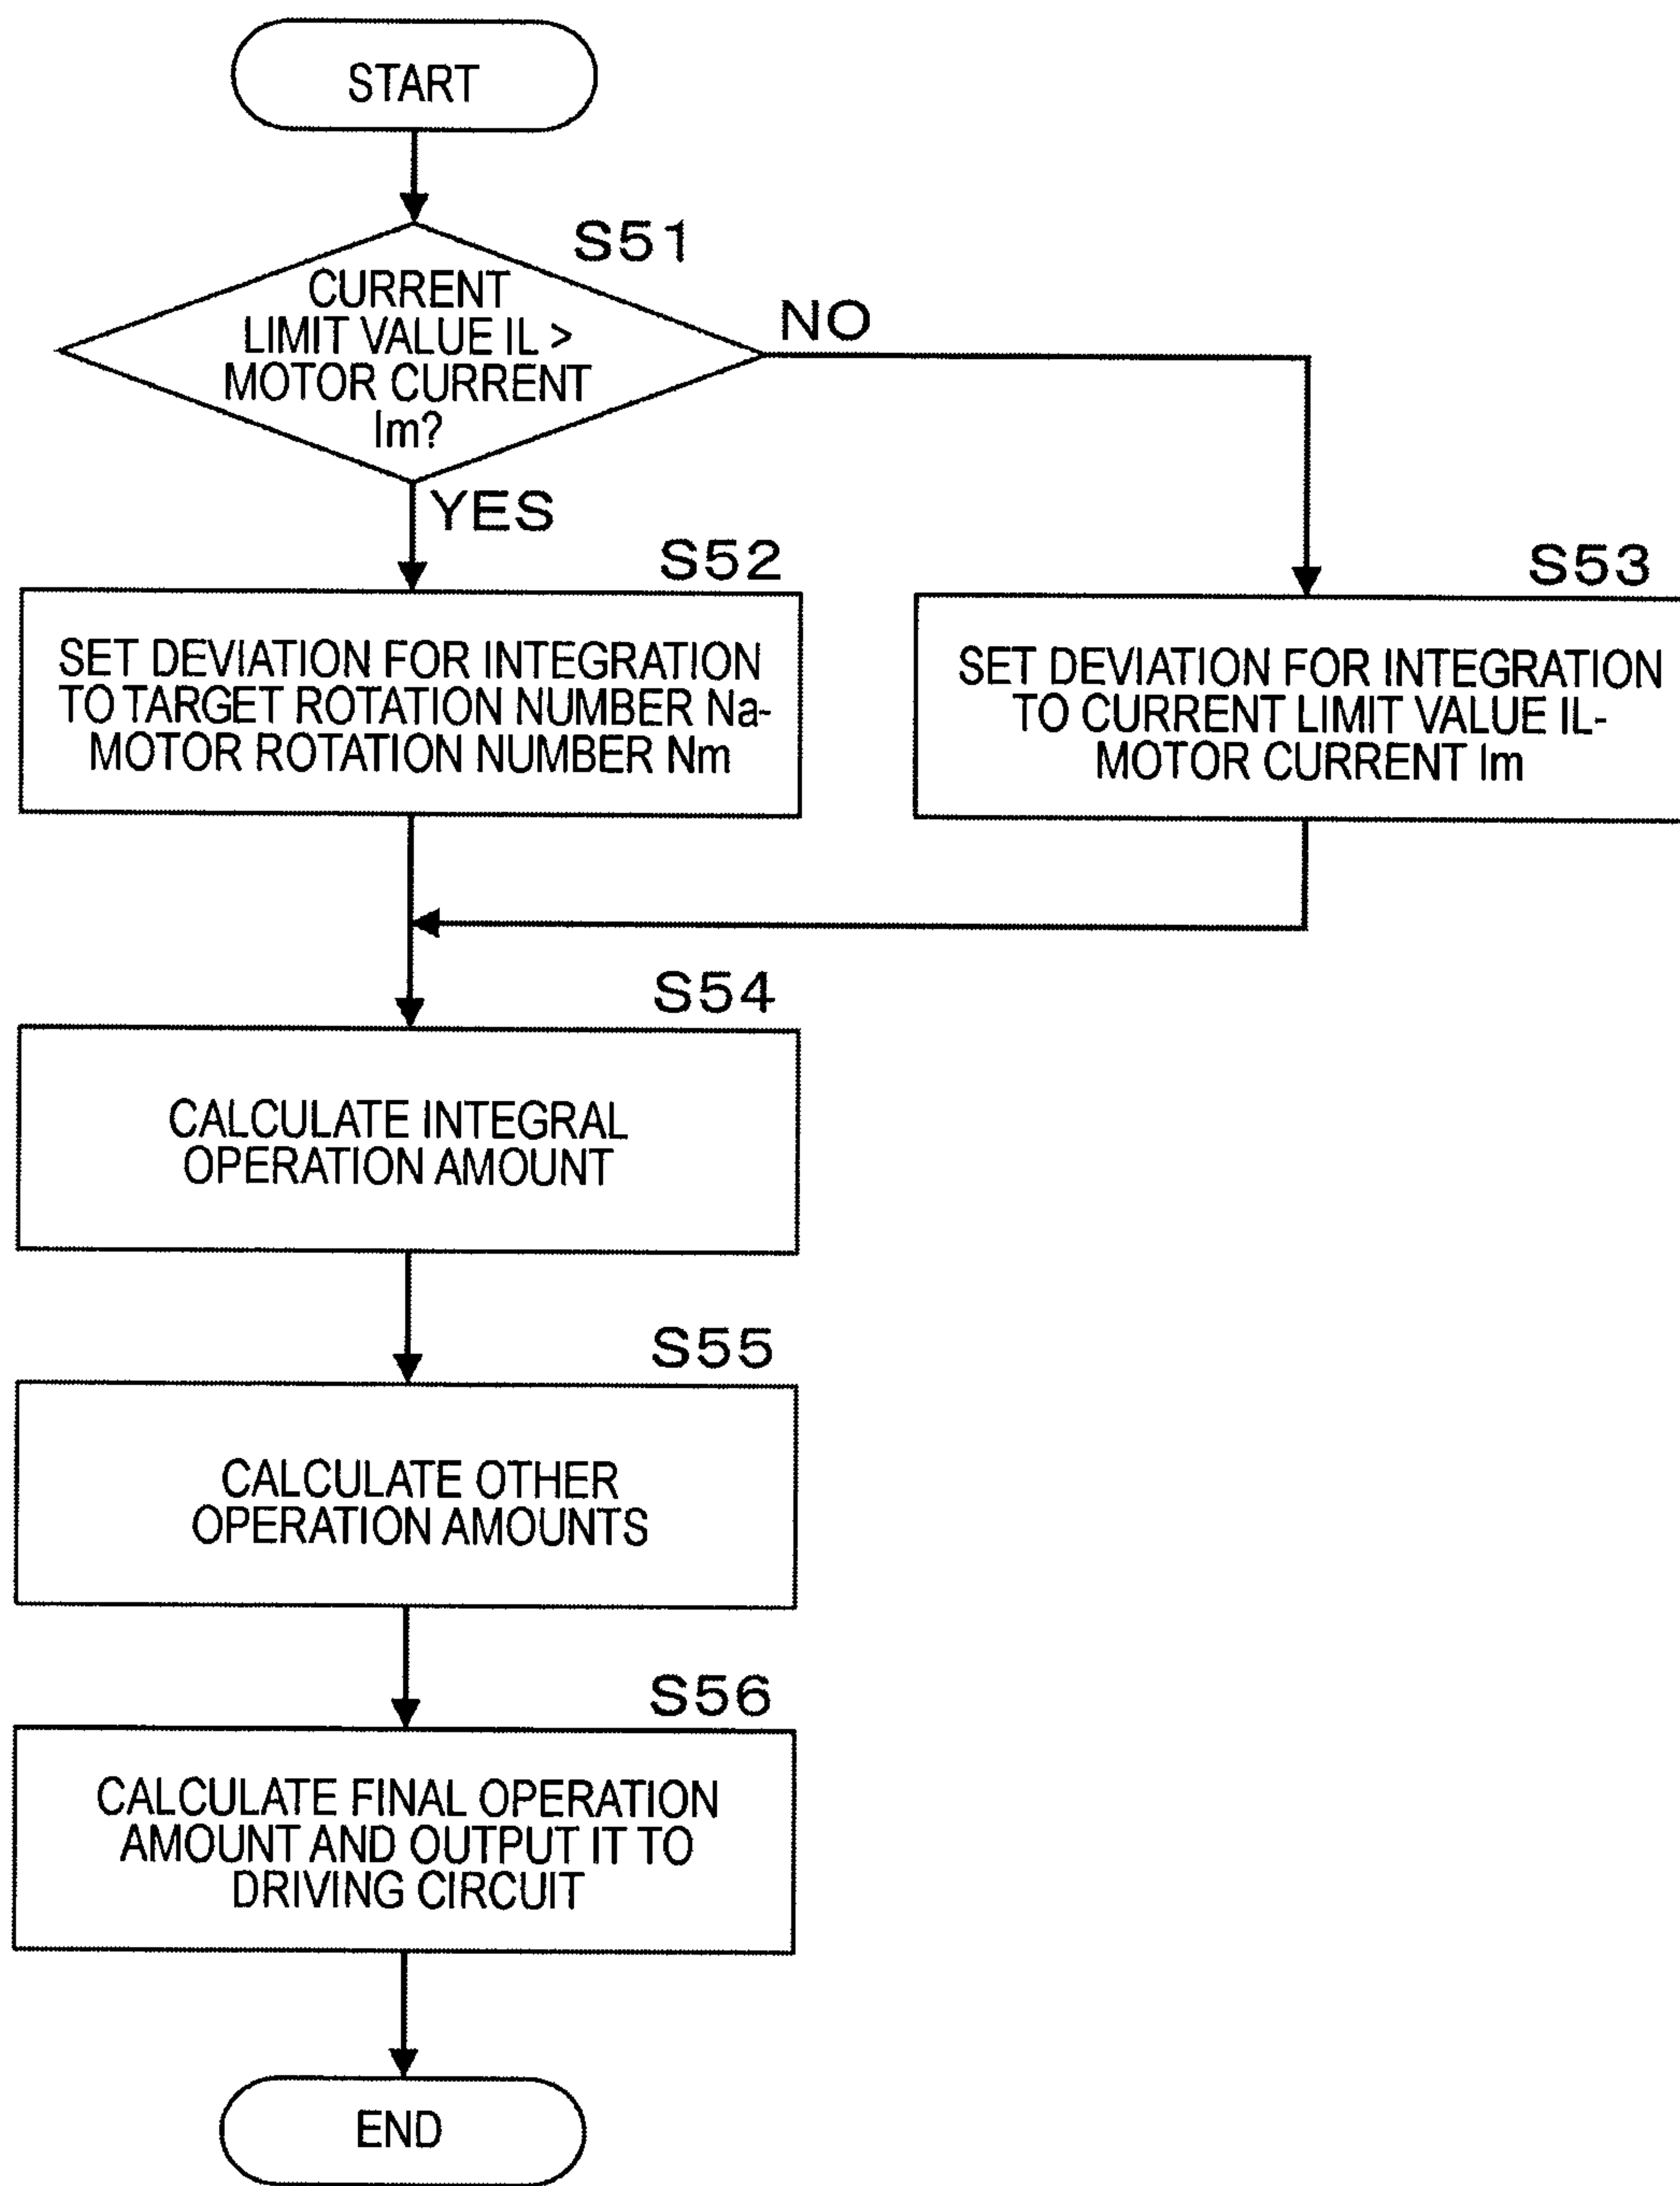 START
S51
CURRENT
LIMIT VALUE IL >
MOTOR CURRENT
Im?
NO
YES
S52
SET DEVIATION FOR INTEGRATION
TO TARGET ROTATION NUMBER Na-
MOTOR ROTATION NUMBER Nm
S53
SET DEVIATION FOR INTEGRATION
TO CURRENT LIMIT VALUE IL-
MOTOR CURRENT Im
S54
CALCULATE INTEGRAL
OPERATION AMOUNT
S55
CALCULATE OTHER
OPERATION AMOUNTS
S56
CALCULATE FINAL OPERATION
AMOUNT AND OUTPUT IT TO
DRIVING CIRCUIT
END